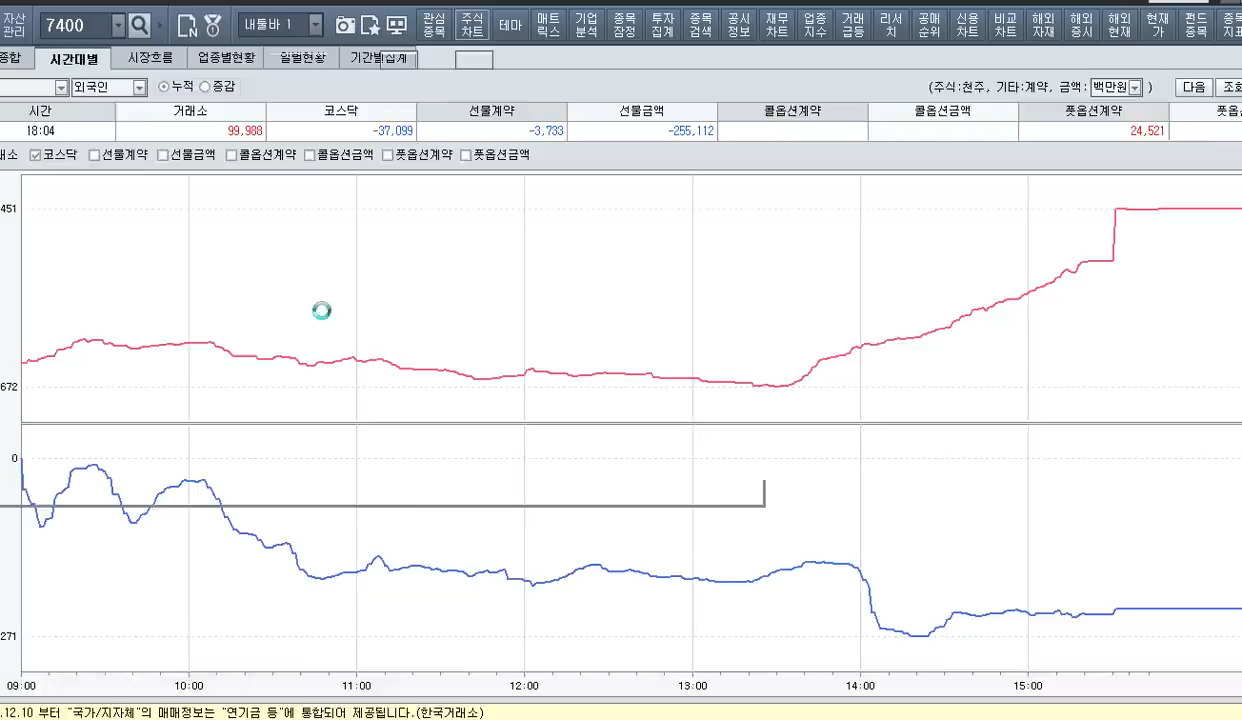 자산 관리 7400 내툴바 1 관심 종목 주식 차트 테마 매트 릭스 기업 분석 종목 잠정 투자 집계 종목 검색 공시 정보 재무 차트 업종 지수 거래 급등 리서 치 공매 순위 신용 차트 비교 차트 해외 자재 해외 증시 해외 현재 현재 가 펀드 종목
종합 시간대별 시장흐름 업종별현황 일별현황 기간별집계
외국인 누적 증감 (주식:천주, 기타:계약, 금액: 백만원 ) 다음 조회
시간 거래소 코스닥 선물계약 선물금액 콜옵션계약 콜옵션금액 풋옵션계약 풋옵
18:04 99,988 -37,099 -3,733 -255,112 24,521
래소 코스닥 선물계약 선물금액 콜옵션계약 콜옵션금액 풋옵션계약 풋옵션금액
451
672
0
271
09:00 10:00 11:00 12:00 13:00 14:00 15:00
.12.10 부터 "국가/지자체"의 매매정보는 "연기금 등"에 통합되어 제공됩니다.(한국거래소)